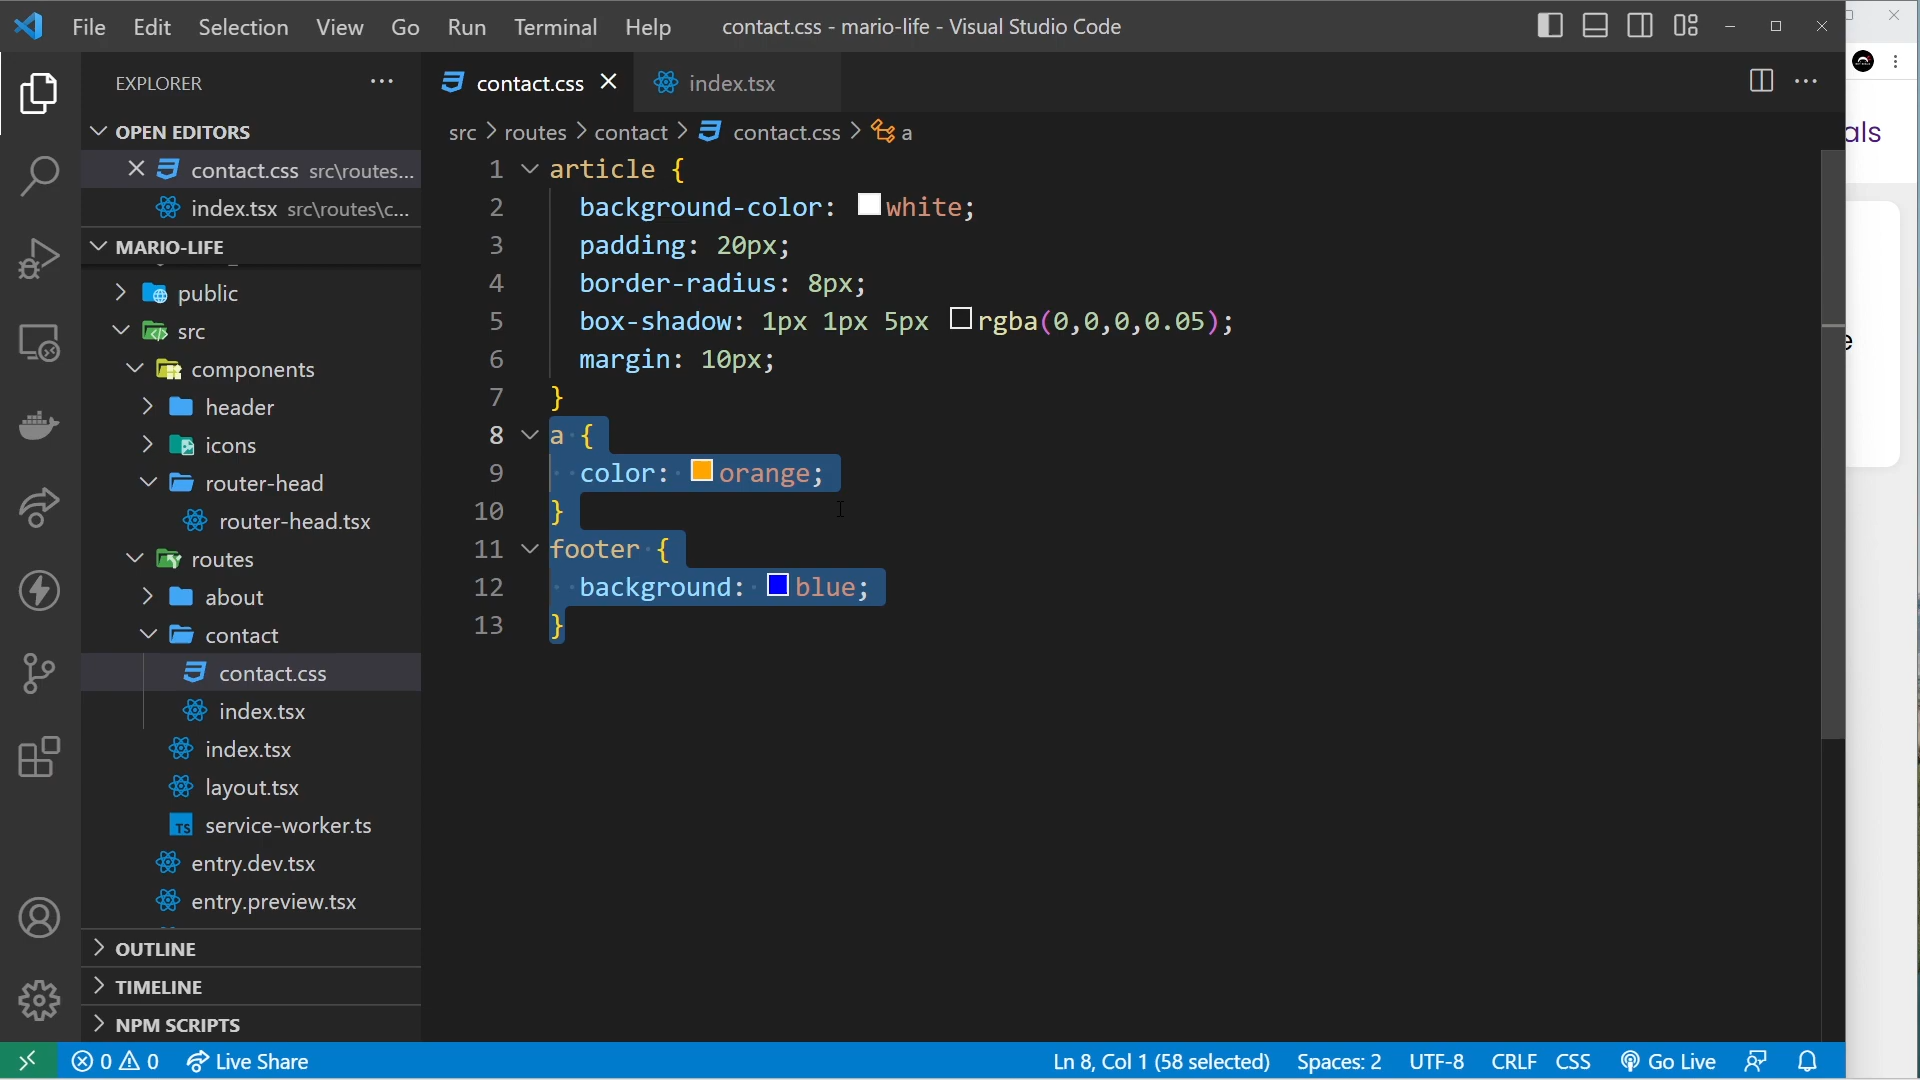 File Edit Selection View Go Run Terminal Help contact.css - mario-life - Visual Studio Code
EXPLORER
contact.css index.tsx
OPEN EDITORS
src routes contact contact.css a
contact.css src\routes...
index.tsx src\routes\c...
MARIO-LIFE
public
src
components
header
icons
router-head
router-head.tsx
routes
about
contact
contact.css
index.tsx
index.tsx
layout.tsx
service-worker.ts
entry.dev.tsx
entry.preview.tsx
OUTLINE
TIMELINE
NPM SCRIPTS
1 article {
2 background-color: white;
3 padding: 20px;
4 border-radius: 8px;
5 box-shadow: 1px 1px 5px rgba(0,0,0,0.05);
6 margin: 10px;
7 }
8 a {
9 color: orange;
10 }
11 footer {
12 background: blue;
13 }
als
e
0 0 Live Share Ln 8, Col 1 (58 selected) Spaces: 2 UTF-8 CRLF CSS Go Live